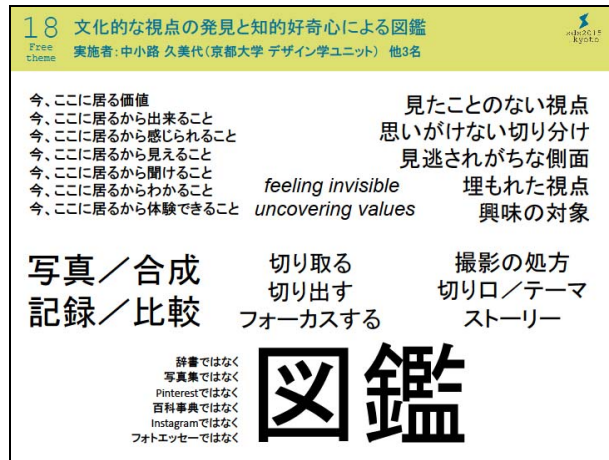 18
Free
theme
文化的な視点の発見と知的好奇心による図鑑
実施者:中小路 久美代(京都大学 デザイン学ユニット) 他3名
sds2015
kyoto
今、ここに居る価値
今、ここに居るから出来ること
今、ここに居るから感じられること
今、ここに居るから見えること
今、ここに居るから聞けること
今、ここに居るからわかること
今、ここに居るから体験できること
feeling invisible
uncovering values
見たことのない視点
思いがけない切り分け
見逃されがちな側面
埋もれた視点
興味の対象
写真／合成
記録／比較
切り取る
切り出す
フォーカスする
撮影の処方
切り口／テーマ
ストーリー
辞書ではなく
写真集ではなく
Pinterestではなく
百科事典ではなく
Instagramではなく
フォトエッセーではなく
図鑑